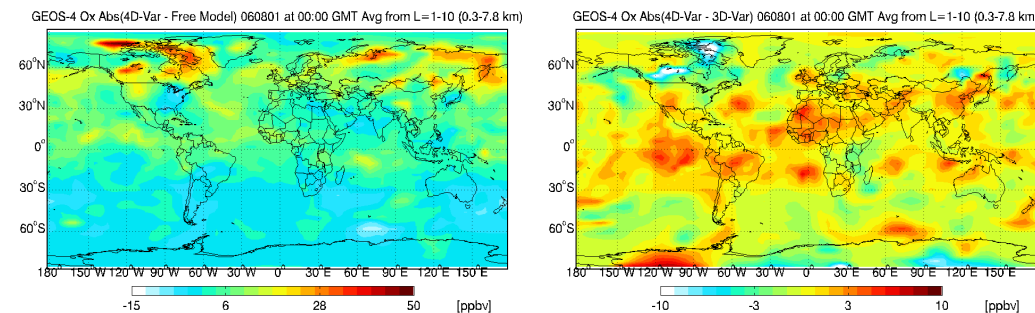 GEOS-4 Ox Abs(4D-Var - Free Model) 060801 at 00:00 GMT Avg from L=1-10 (0.3-7.8 km)
60°N
30°N
0°
30°S
60°S
180 150°W 120°W 90°W 60°W 30°W 0° 30°E 60°E 90°E 120°E 150°E
-15 6 28 50 [ppbv]
GEOS-4 Ox Abs(4D-Var - 3D-Var) 060801 at 00:00 GMT Avg from L=1-10 (0.3-7.8 km
60°N
30°N
0°
30°S
60°S
180 150°W 120°W 90°W 60°W 30°W 0° 30°E 60°E 90°E 120°E 150°E
-10 -3 3 10 [ppbv]